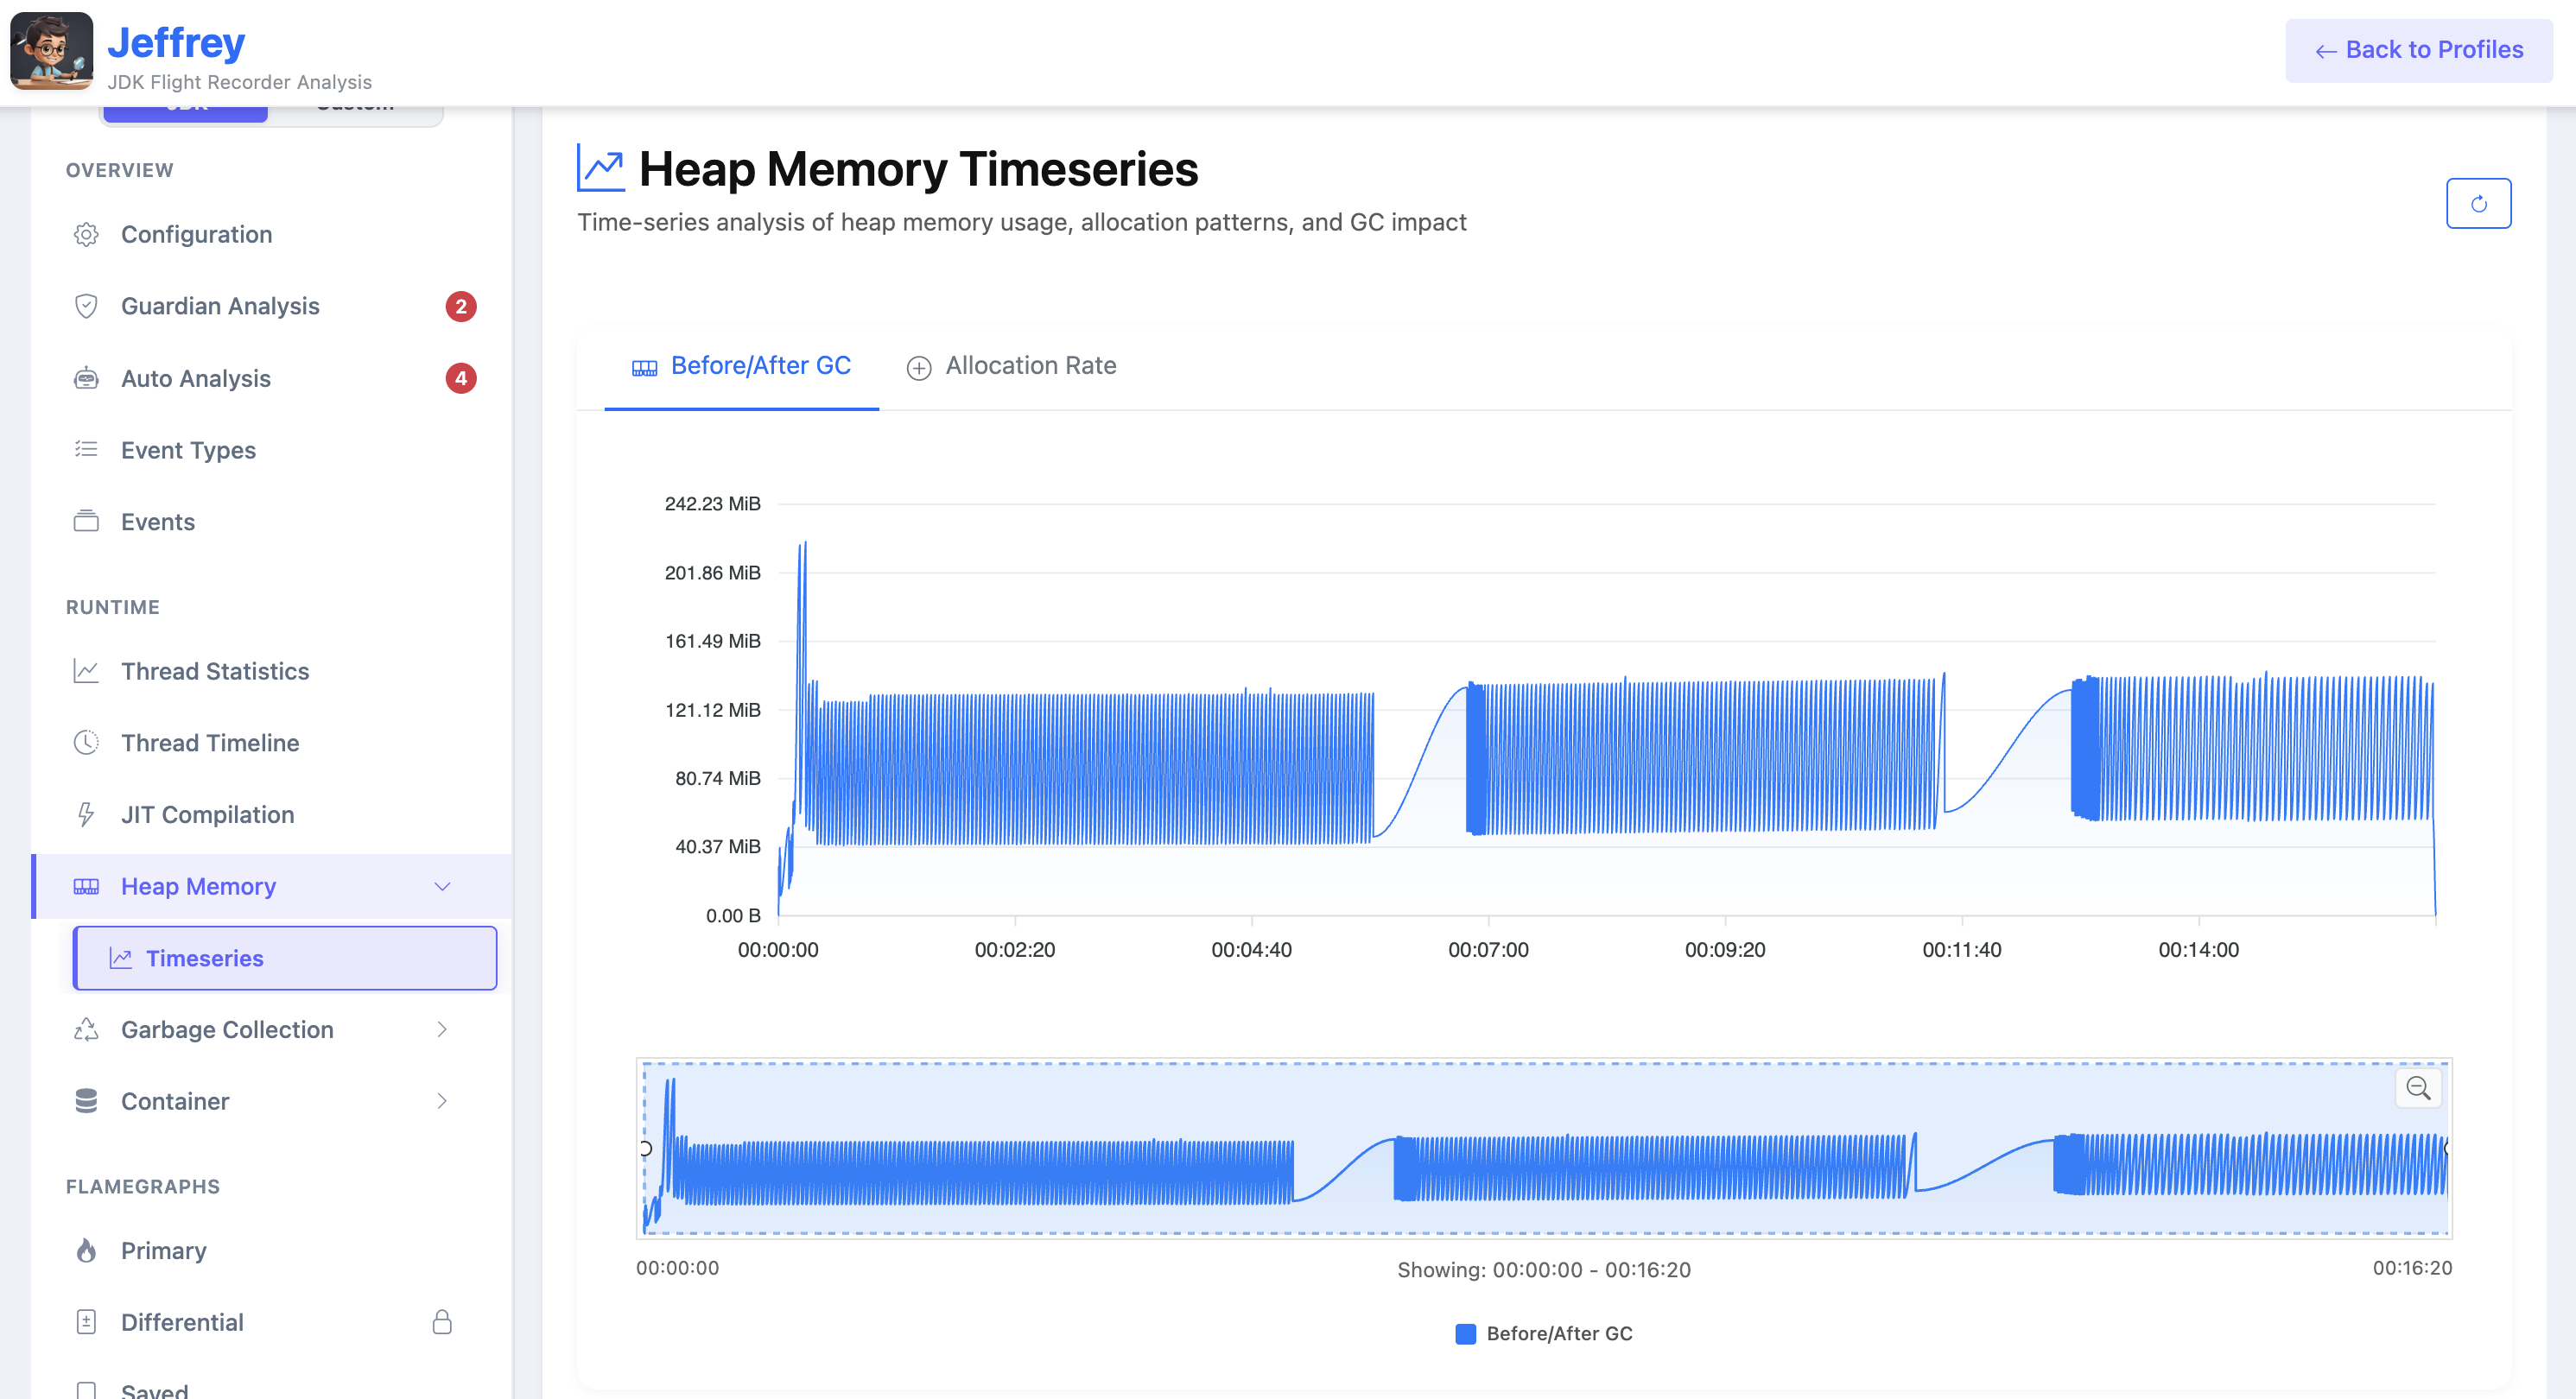 Jeffrey
JDK Flight Recorder Analysis
← Back to Profiles
OVERVIEW
Configuration
Guardian Analysis 2
Auto Analysis 4
Event Types
Events
RUNTIME
Thread Statistics
Thread Timeline
JIT Compilation
Heap Memory
Timeseries
Garbage Collection
Container
FLAMEGRAPHS
Primary
Differential
Saved
Heap Memory Timeseries
Time-series analysis of heap memory usage, allocation patterns, and GC impact
Before/After GC
Allocation Rate
242.23 MiB
201.86 MiB
161.49 MiB
121.12 MiB
80.74 MiB
40.37 MiB
0.00 B
00:00:00 00:02:20 00:04:40 00:07:00 00:09:20 00:11:40 00:14:00
00:00:00 Showing: 00:00:00 - 00:16:20 00:16:20
Before/After GC